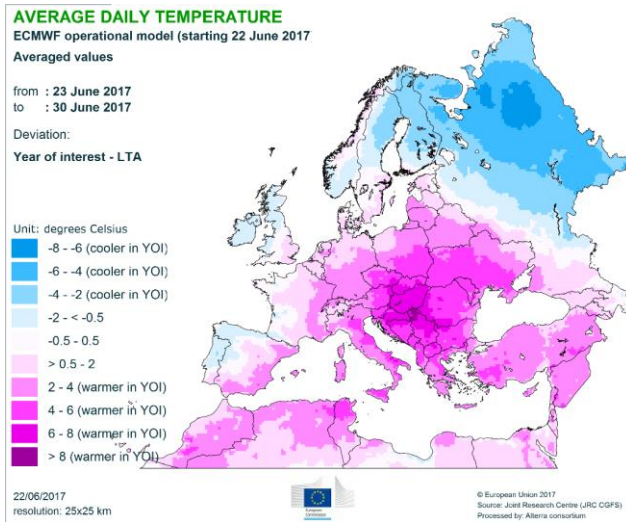 AVERAGE DAILY TEMPERATURE
ECMWF operational model (starting 22 June 2017
Averaged values
from : 23 June 2017
to : 30 June 2017
Deviation:
Year of interest - LTA
Unit: degrees Celsius
-8 - -6 (cooler in YOI)
-6 - -4 (cooler in YOI)
-4 - -2 (cooler in YOI)
-2 - < -0.5
-0.5 - 0.5
> 0.5 - 2
2 - 4 (warmer in YOI)
4 - 6 (warmer in YOI)
6 - 8 (warmer in YOI)
> 8 (warmer in YOI)
22/06/2017
resolution: 25x25 km
European
Commission
© European Union 2017
Source: Joint Research Centre (JRC CGFS)
Processed by: Alterra consortium